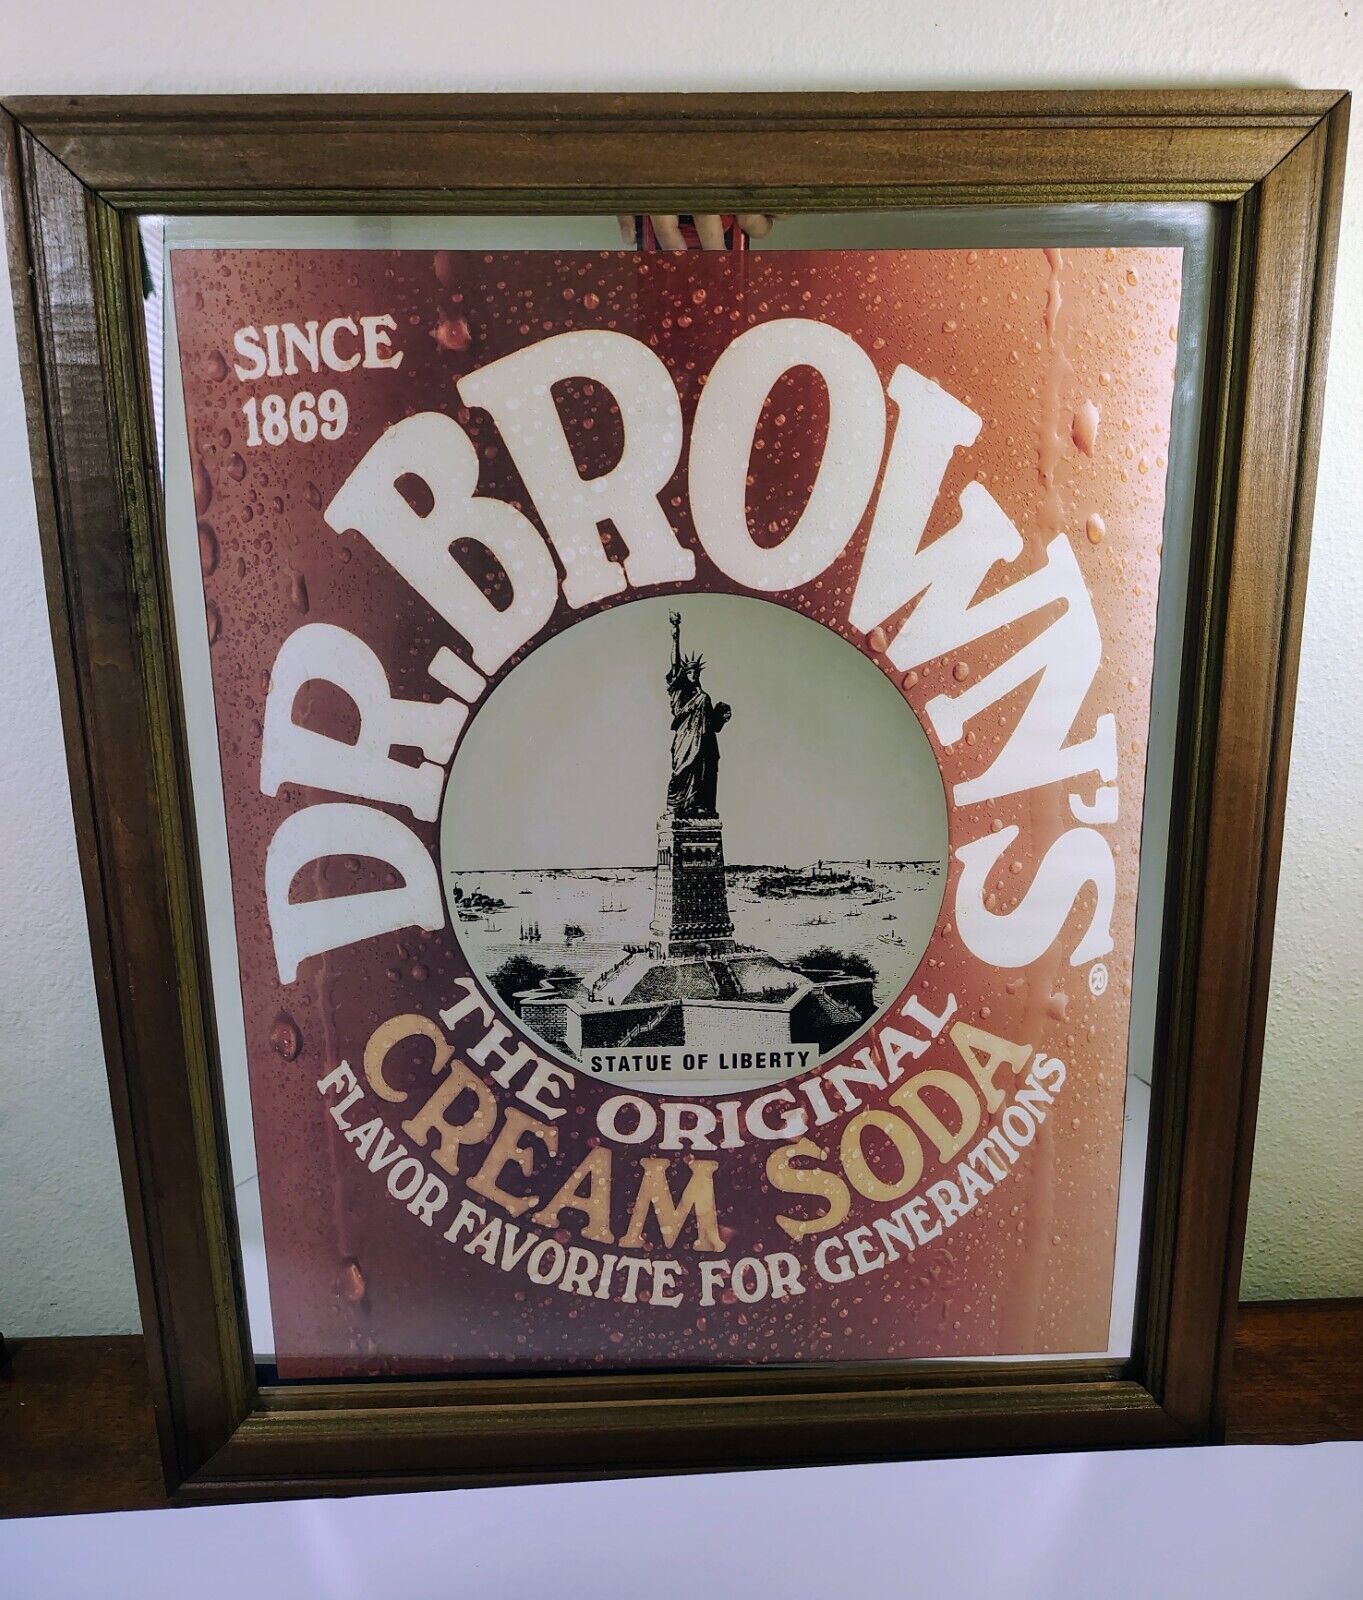 SINCE
1869
DR. BROWN'S®
STATUE OF LIBERTY
THE ORIGINAL
CREAM SODA
FLAVOR FAVORITE FOR GENERATIONS